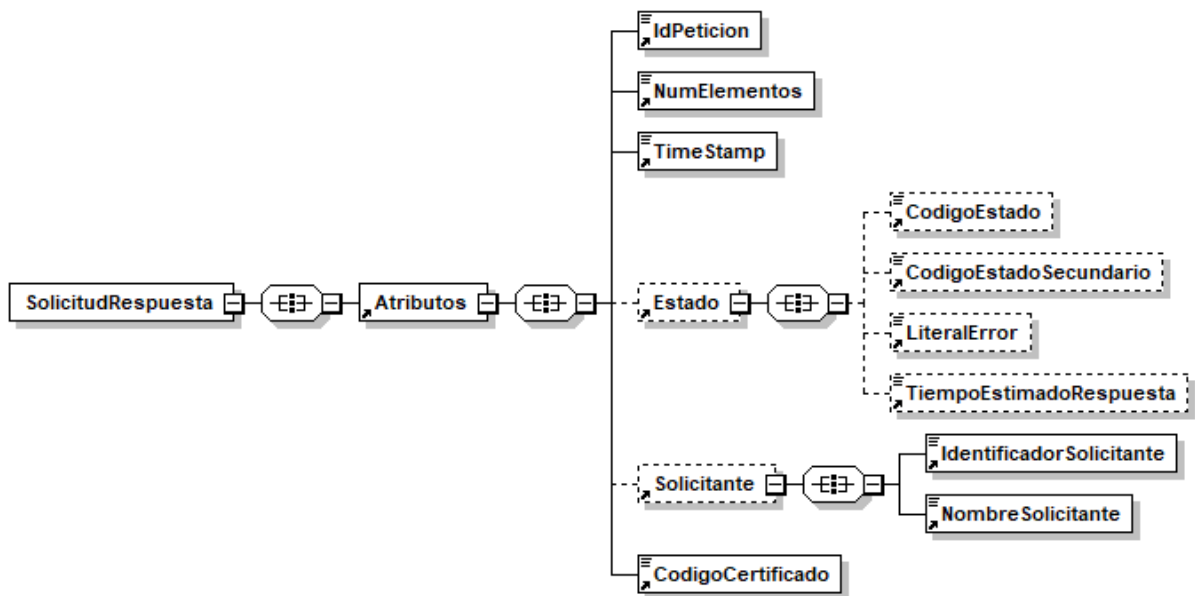 IdPeticion
NumElementos
TimeStamp
CodigoEstado
CodigoEstadoSecundario
SolicitudRespuesta
Atributos
Estado
LiteralError
TiempoEstimadoRespuesta
IdentificadorSolicitante
Solicitante
NombreSolicitante
CodigoCertificado